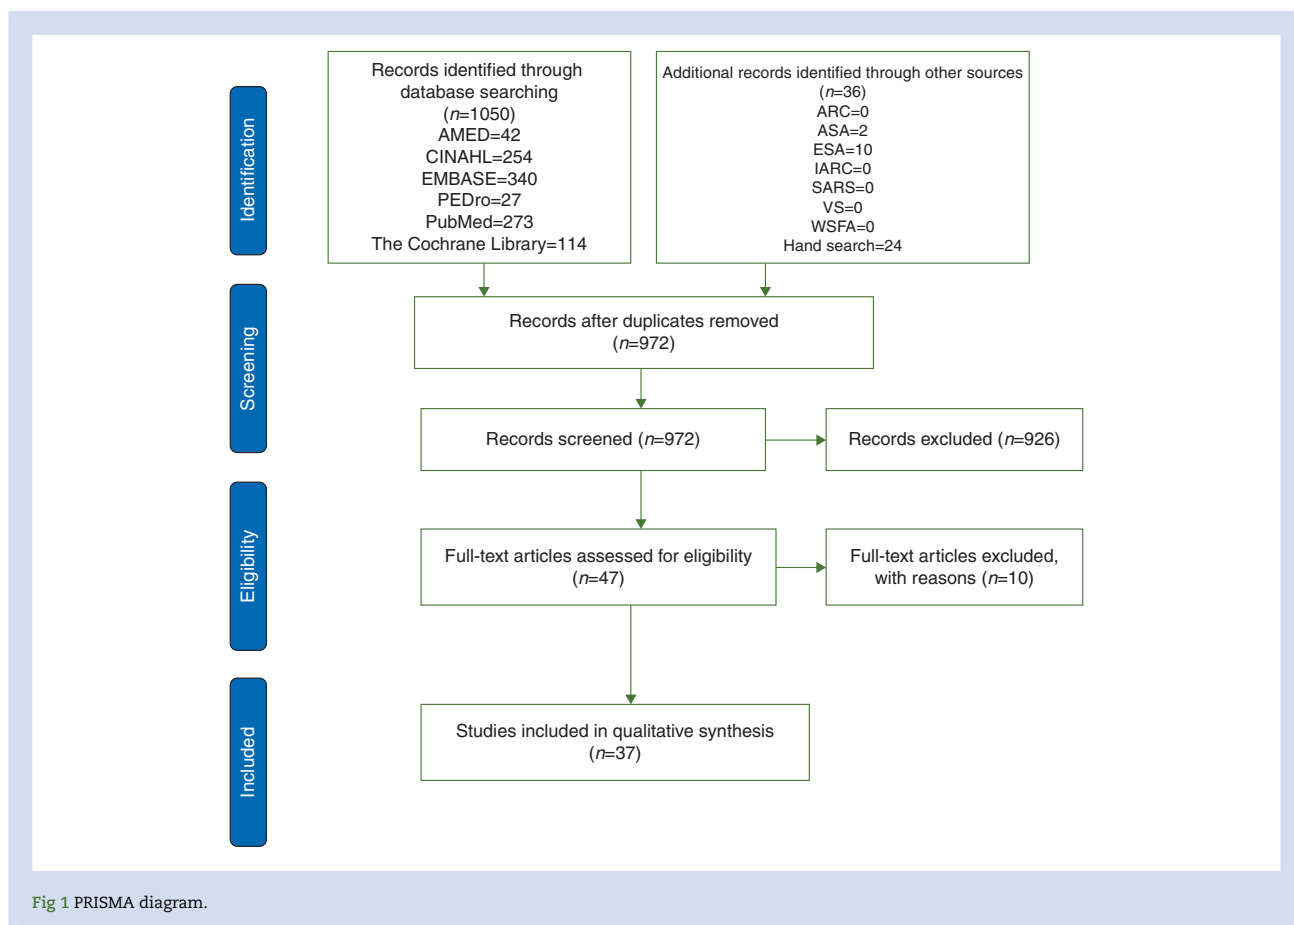 Identification
Records identified through
database searching
(n=1050)
AMED=42
CINAHL=254
EMBASE=340
PEDro=27
PubMed=273
The Cochrane Library=114
Additional records identified through other sources
(n=36)
ARC=0
ASA=2
ESA=10
IARC=0
SARS=0
VS=0
WSFA=0
Hand search=24
Screening
Records after duplicates removed
(n=972)
Records screened (n=972)
Records excluded (n=926)
Eligibility
Full-text articles assessed for eligibility
(n=47)
Full-text articles excluded,
with reasons (n=10)
Included
Studies included in qualitative synthesis
(n=37)
Fig 1 PRISMA diagram.